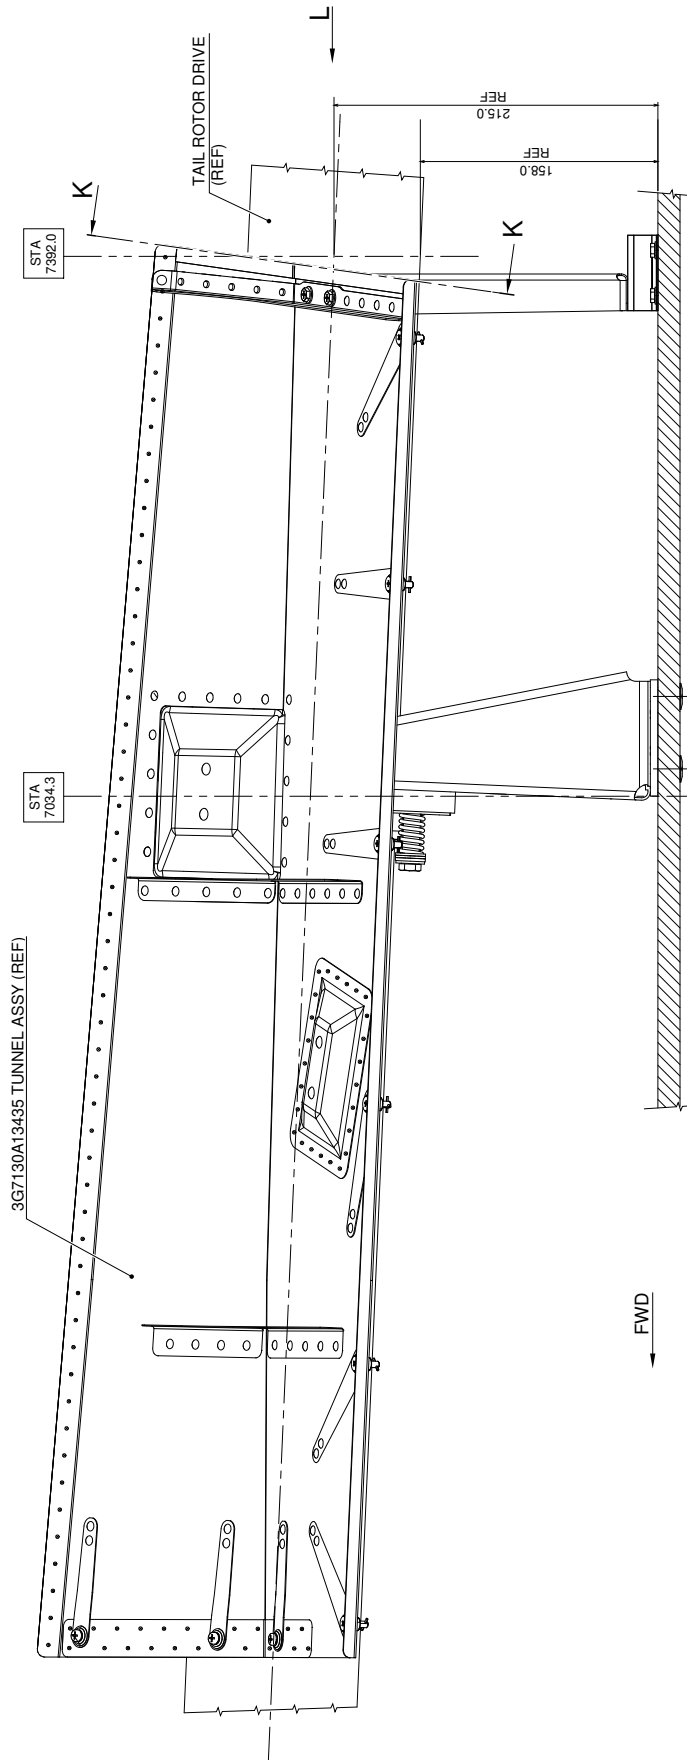 L
TAIL ROTOR DRIVE
(REF)
K
STA
7392.0
K
215.0
REF
158.0
REF
STA
7034.3
3G7130A13435 TUNNEL ASSY (REF)
FWD